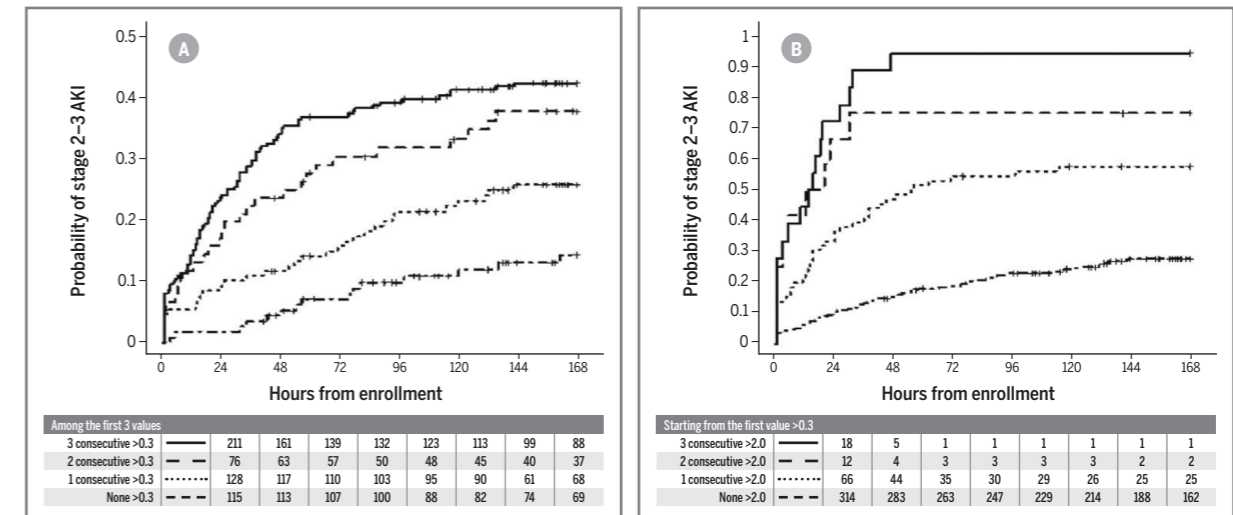 A
Probability of stage 2–3 AKI
0.5
0.4
0.3
0.2
0.1
0
0 24 48 72 96 120 144 168
Hours from enrollment
Among the first 3 values
3 consecutive >0.3 211 161 139 132 123 113 99 88
2 consecutive >0.3 76 63 57 50 48 45 40 37
1 consecutive >0.3 128 117 110 103 95 90 61 68
None >0.3 115 113 107 100 88 82 74 69
B
Probability of stage 2–3 AKI
1
0.9
0.8
0.7
0.6
0.5
0.4
0.3
0.2
0.1
0
0 24 48 72 96 120 144 168
Hours from enrollment
Starting from the first value >0.3
3 consecutive >2.0 18 5 1 1 1 1 1 1
2 consecutive >2.0 12 4 3 3 3 3 2 2
1 consecutive >2.0 66 44 35 30 29 26 25 25
None >2.0 314 283 263 247 229 214 188 162